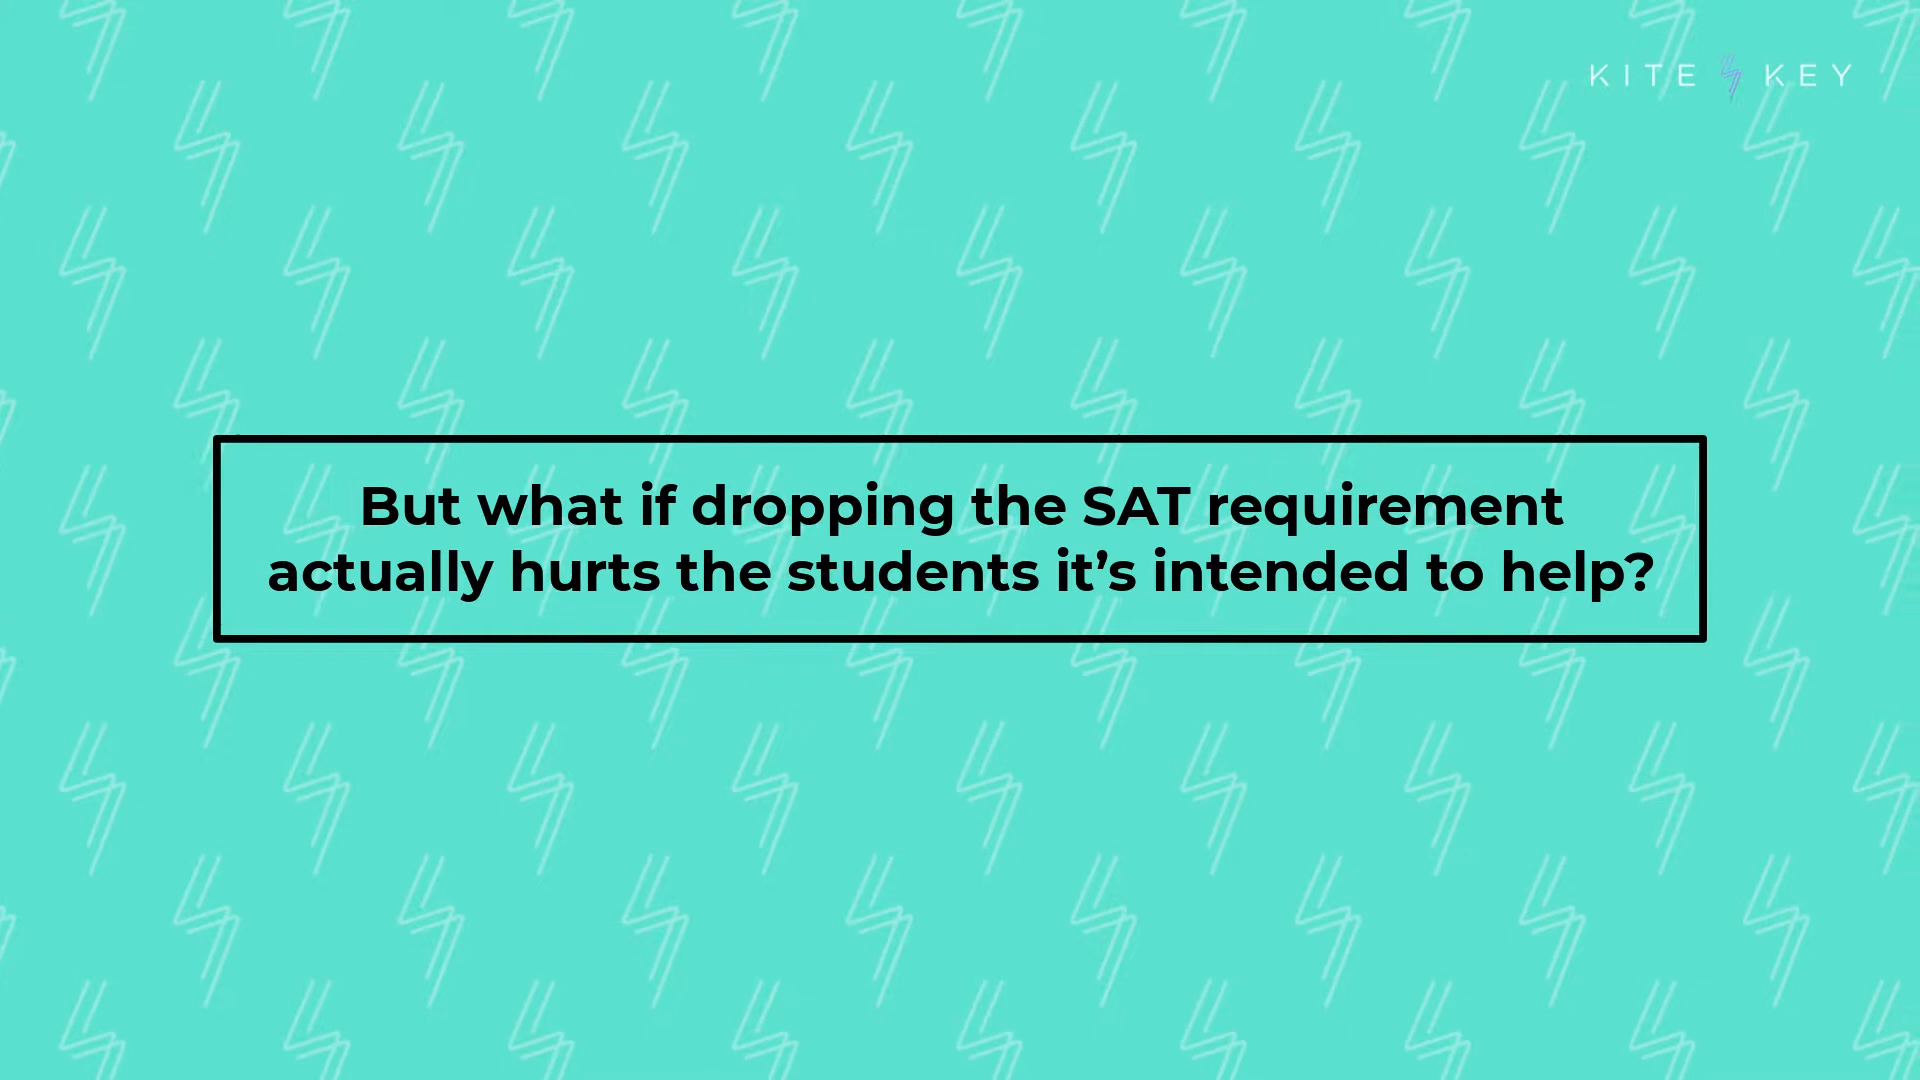 KITE KEY
But what if dropping the SAT requirement
actually hurts the students it’s intended to help?